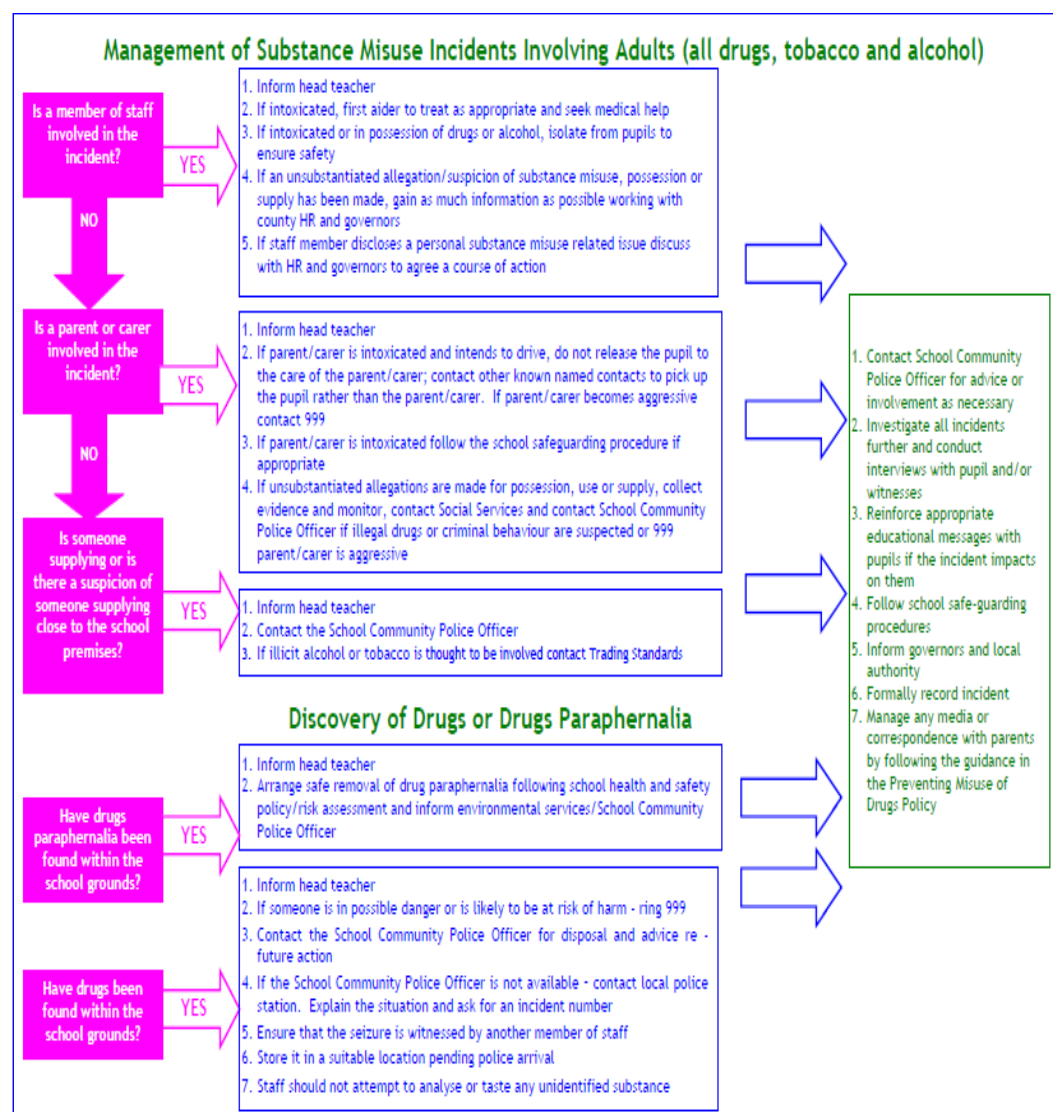 Management of Substance Misuse Incidents Involving Adults (all drugs, tobacco and alcohol)
Is a member of staff
involved in the
incident?
YES
1. Inform head teacher
2. If intoxicated, first aider to treat as appropriate and seek medical help
3. If intoxicated or in possession of drugs or alcohol, isolate from pupils to
ensure safety
4. If an unsubstantiated allegation/suspicion of substance misuse, possession or
supply has been made, gain as much information as possible working with
county HR and governors
5. If staff member discloses a personal substance misuse related issue discuss
with HR and governors to agree a course of action
NO
Is a parent or carer
involved in the
incident?
YES
1. Inform head teacher
2. If parent/carer is intoxicated and intends to drive, do not release the pupil to
the care of the parent/carer; contact other known named contacts to pick up
the pupil rather than the parent/carer. If parent/carer becomes aggressive
contact 999
3. If parent/carer is intoxicated follow the school safeguarding procedure if
appropriate
4. If unsubstantiated allegations are made for possession, use or supply, collect
evidence and monitor, contact Social Services and contact School Community
Police Officer if illegal drugs or criminal behaviour are suspected or 999
parent/carer is aggressive
NO
Is someone
supplying or is
there a suspicion of
someone supplying
close to the school
premises?
YES
1. Inform head teacher
2. Contact the School Community Police Officer
3. If illicit alcohol or tobacco is thought to be involved contact Trading Standards
Discovery of Drugs or Drugs Paraphernalia
Have drugs
paraphernalia been
found within the
school grounds?
YES
1. Inform head teacher
2. Arrange safe removal of drug paraphernalia following school health and safety
policy/risk assessment and inform environmental services/School Community
Police Officer
Have drugs been
found within the
school grounds?
YES
1. Inform head teacher
2. If someone is in possible danger or is likely to be at risk of harm - ring 999
3. Contact the School Community Police Officer for disposal and advice re -
future action
4. If the School Community Police Officer is not available - contact local police
station. Explain the situation and ask for an incident number
5. Ensure that the seizure is witnessed by another member of staff
6. Store it in a suitable location pending police arrival
7. Staff should not attempt to analyse or taste any unidentified substance
1. Contact School Community
Police Officer for advice or
involvement as necessary
2. Investigate all incidents
further and conduct
interviews with pupil and/or
witnesses
3. Reinforce appropriate
educational messages with
pupils if the incident impacts
on them
4. Follow school safe-guarding
procedures
5. Inform governors and local
authority
6. Formally record incident
7. Manage any media or
correspondence with parents
by following the guidance in
the Preventing Misuse of
Drugs Policy